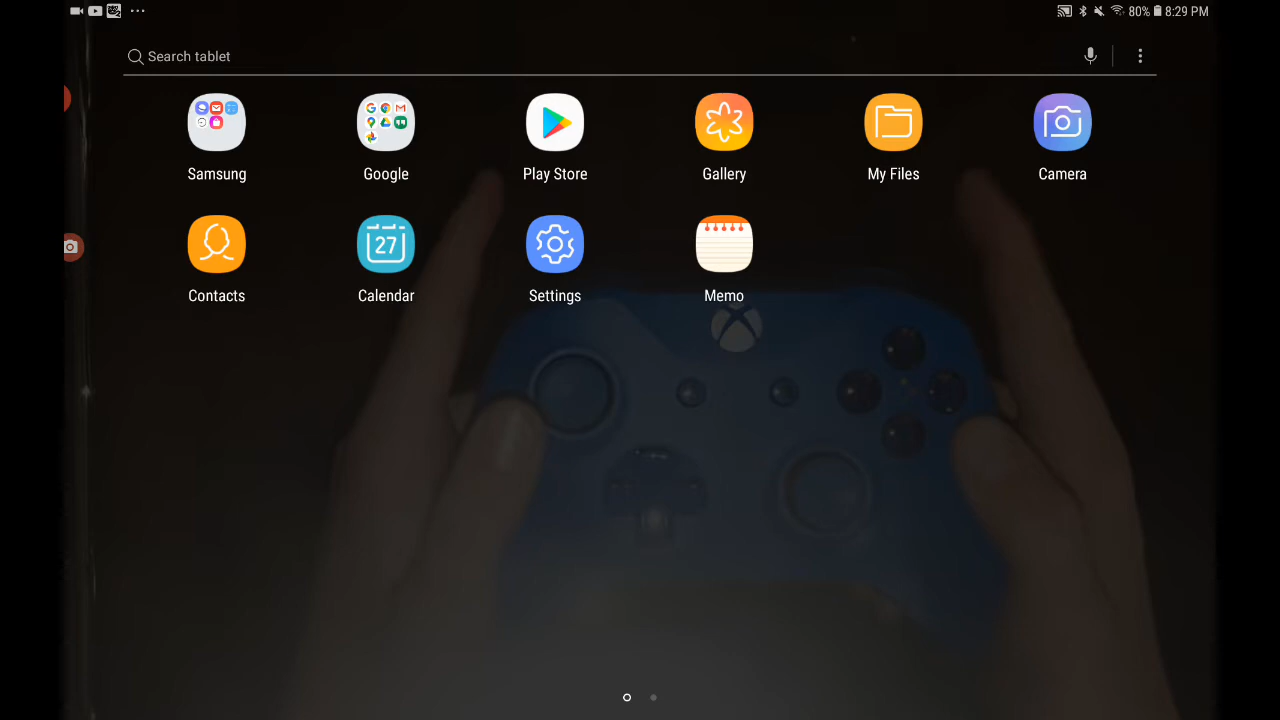 80% 8:29 PM
Search tablet
Samsung Google Play Store Gallery My Files Camera
27
Contacts Calendar Settings Memo